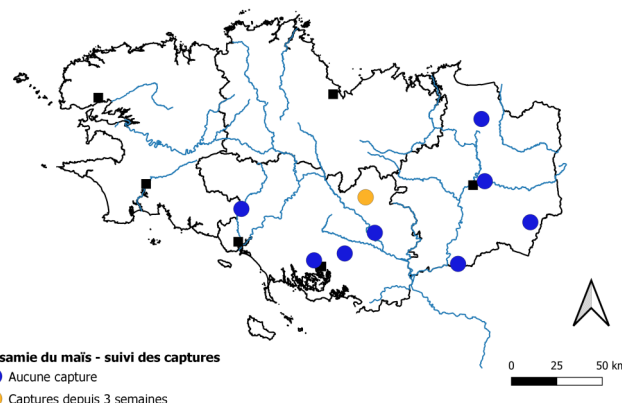 samie du maïs - suivi des captures
Aucune capture
Captures depuis 3 semaines
0 25 50 km